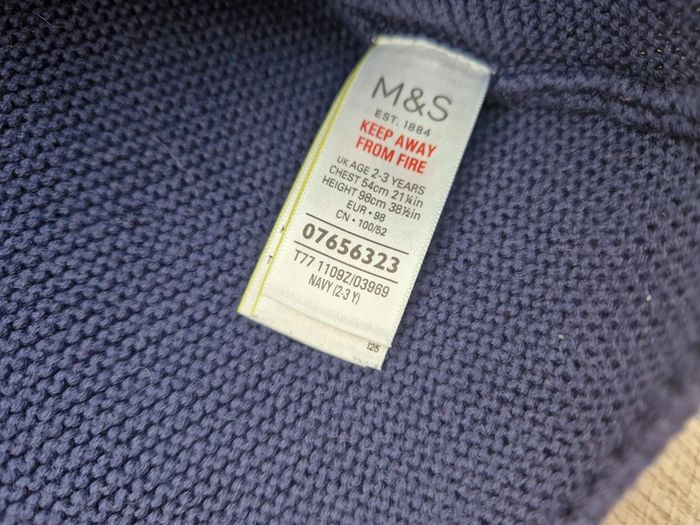 M&S
EST. 1884
KEEP AWAY
FROM FIRE
UK AGE 2-3 YEARS
CHEST 54cm 21¼in
HEIGHT 98cm 38½in
EUR • 98
CN • 100/52
07656323
T77 1109Z/03969
NAVY (2-3 Y)
125